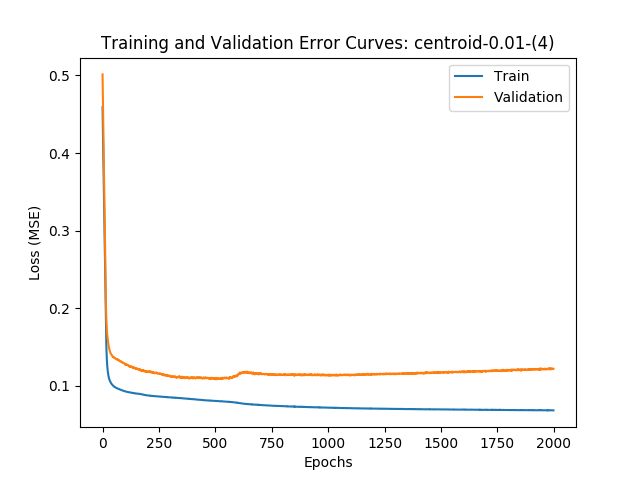 Training and Validation Error Curves: centroid-0.01-(4)
Train
Validation
0.5
0.4
0.3
0.2
0.1
Loss (MSE)
0 250 500 750 1000 1250 1500 1750 2000
Epochs